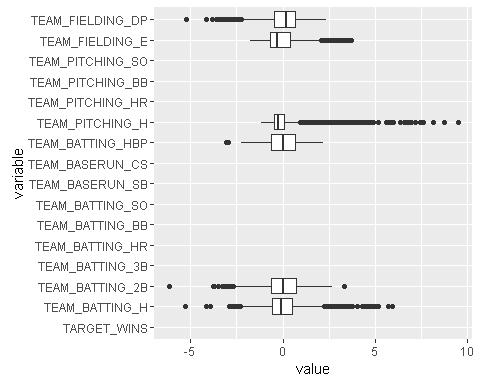 TEAM_FIELDING_DP
TEAM_FIELDING_E
TEAM_PITCHING_SO
TEAM_PITCHING_BB
TEAM_PITCHING_HR
TEAM_PITCHING_H
TEAM_BATTING_HBP
TEAM_BASERUN_CS
TEAM_BASERUN_SB
TEAM_BATTING_SO
TEAM_BATTING_BB
TEAM_BATTING_HR
TEAM_BATTING_3B
TEAM_BATTING_2B
TEAM_BATTING_H
TARGET_WINS
variable
-5 0 5 10
value